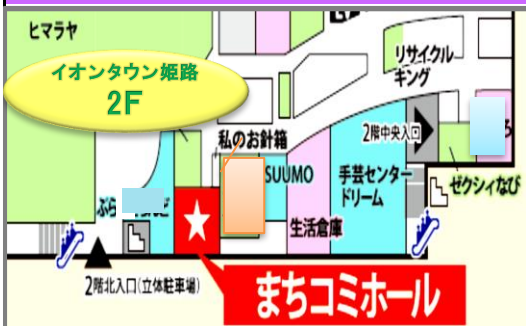 ヒマラヤ
イオンタウン姫路
2F
リサイクル
キング
私のお針箱
2階中央入口
SUUMO
手芸センター
ドリーム
ゼクシィなび
ぶら
生活倉庫
2階北入口(立体駐車場)
まちコミホール